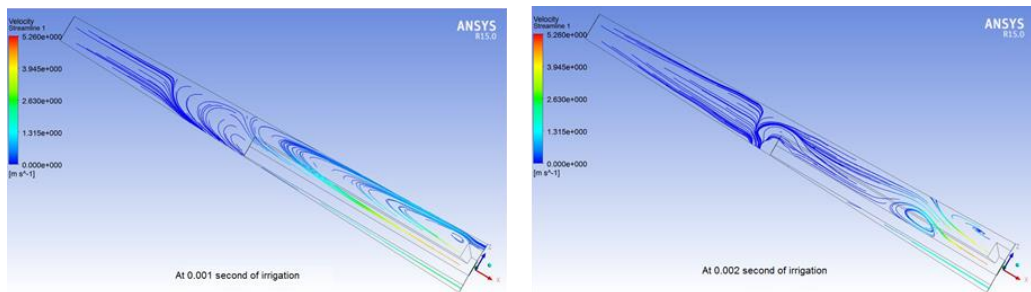 Velocity
Streamline 1
5.260e+000
3.945e+000
2.630e+000
1.315e+000
0.000e+000
[m s^-1]
ANSYS
R15.0
At 0.001 second of irrigation
Velocity
Streamline 1
5.260e+000
3.945e+000
2.630e+000
1.315e+000
0.000e+000
[m s^-1]
ANSYS
R15.0
At 0.002 second of irrigation